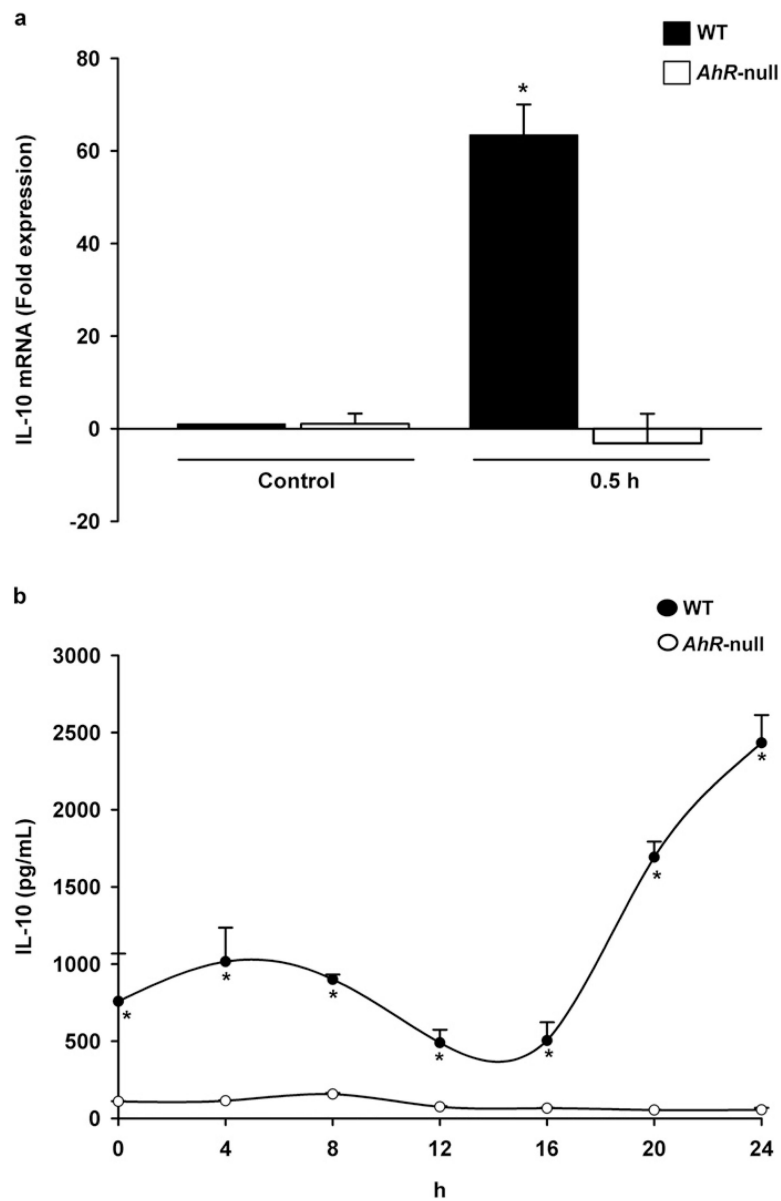 a
WT
AhR-null
IL-10 mRNA (Fold expression)
80
60
40
20
0
-20
*
Control
0.5 h
b
WT
AhR-null
IL-10 (pg/mL)
3000
2500
2000
1500
1000
500
0
* * * * * * *
0 4 8 12 16 20 24
h